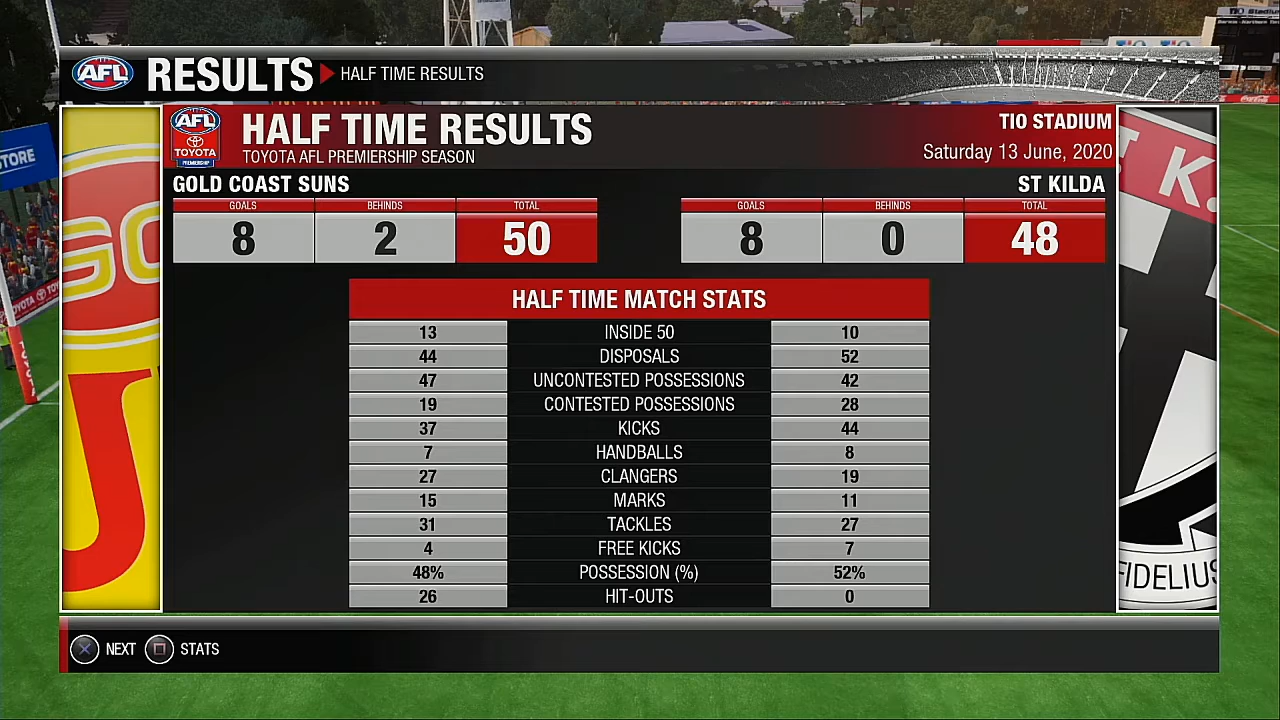 AFL RESULTS HALF TIME RESULTS
AFL TOYOTA PREMIERSHIP
HALF TIME RESULTS
TOYOTA AFL PREMIERSHIP SEASON
TIO STADIUM
Saturday 13 June, 2020
GOLD COAST SUNS
ST KILDA
GOALS BEHINDS TOTAL
GOALS BEHINDS TOTAL
8 2 50
8 0 48
HALF TIME MATCH STATS
13 INSIDE 50 10
44 DISPOSALS 52
47 UNCONTESTED POSSESSIONS 42
19 CONTESTED POSSESSIONS 28
37 KICKS 44
7 HANDBALLS 8
27 CLANGERS 19
15 MARKS 11
31 TACKLES 27
4 FREE KICKS 7
48% POSSESSION (%) 52%
26 HIT-OUTS 0
NEXT STATS
STORE
TOYOTA
K.
FIDELIUS